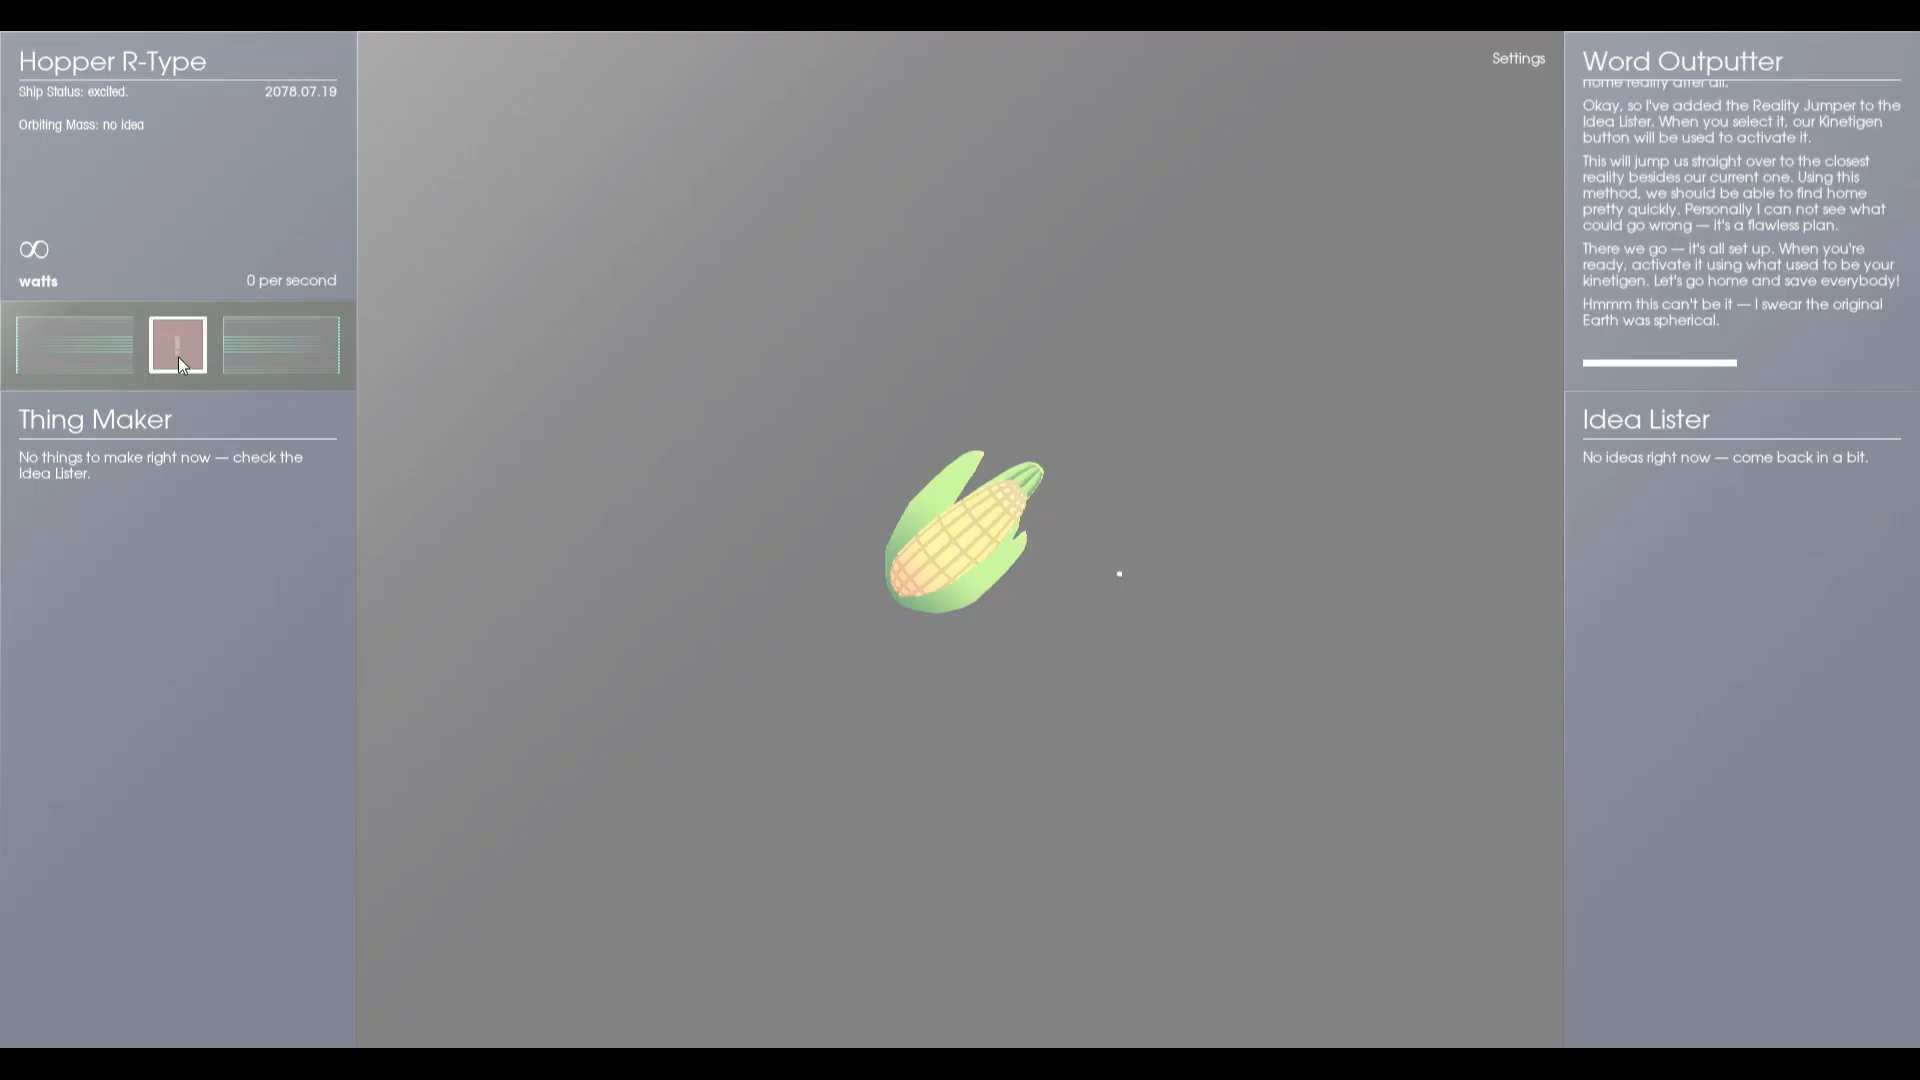 Hopper R-Type
Ship Status: excited.
2078.07.19
Orbiting Mass: no idea
∞
watts
0 per second
!
Thing Maker
No things to make right now — check the
Idea Lister.
Settings
Word Outputter
home reality after all.
Okay, so I've added the Reality Jumper to the
Idea Lister. When you select it, our Kinetigen
button will be used to activate it.
This will jump us straight over to the closest
reality besides our current one. Using this
method, we should be able to find home
pretty quickly. Personally I can not see what
could go wrong — it's a flawless plan.
There we go — it's all set up. When you're
ready, activate it using what used to be your
kinetigen. Let's go home and save everybody!
Hmmm this can't be it — I swear the original
Earth was spherical.
Idea Lister
No ideas right now — come back in a bit.